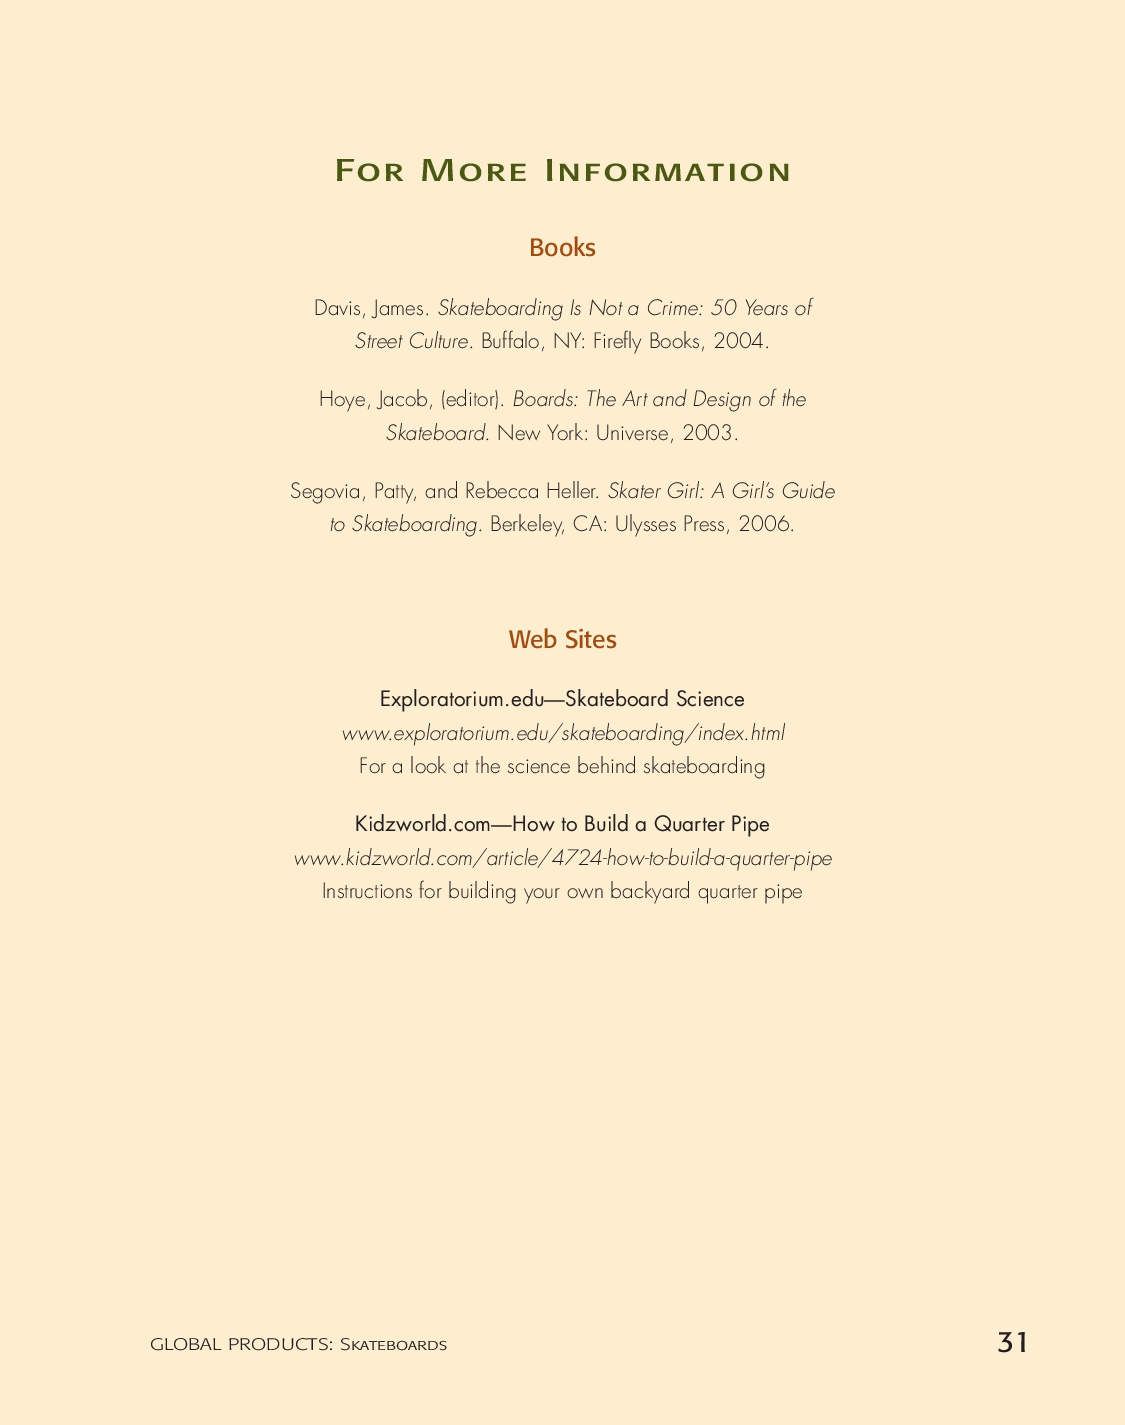 For More Information
Books
Davis, James. Skateboarding Is Not a Crime: 50 Years of
Street Culture. Buffalo, NY: Firefly Books, 2004.
Hoye, Jacob, (editor). Boards: The Art and Design of the
Skateboard. New York: Universe, 2003.
Segovia, Patty, and Rebecca Heller. Skater Girl: A Girl's Guide
to Skateboarding. Berkeley, CA: Ulysses Press, 2006.
Web Sites
Exploratorium.edu—Skateboard Science
www.exploratorium.edu/skateboarding/index.html
For a look at the science behind skateboarding
Kidzworld.com—How to Build a Quarter Pipe
www.kidzworld.com/article/4724-how-to-build-a-quarter-pipe
Instructions for building your own backyard quarter pipe
GLOBAL PRODUCTS: Skateboards 31